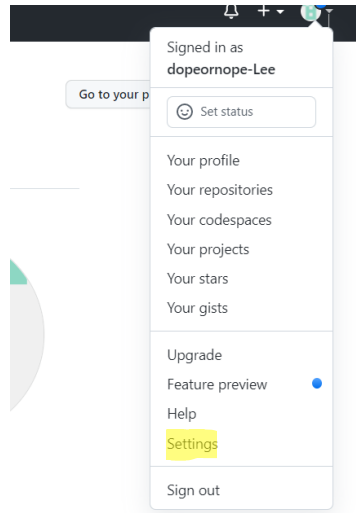 Signed in as
dopeornope-Lee
Go to your p
Set status
Your profile
Your repositories
Your codespaces
Your projects
Your stars
Your gists
Upgrade
Feature preview
Help
Settings
Sign out